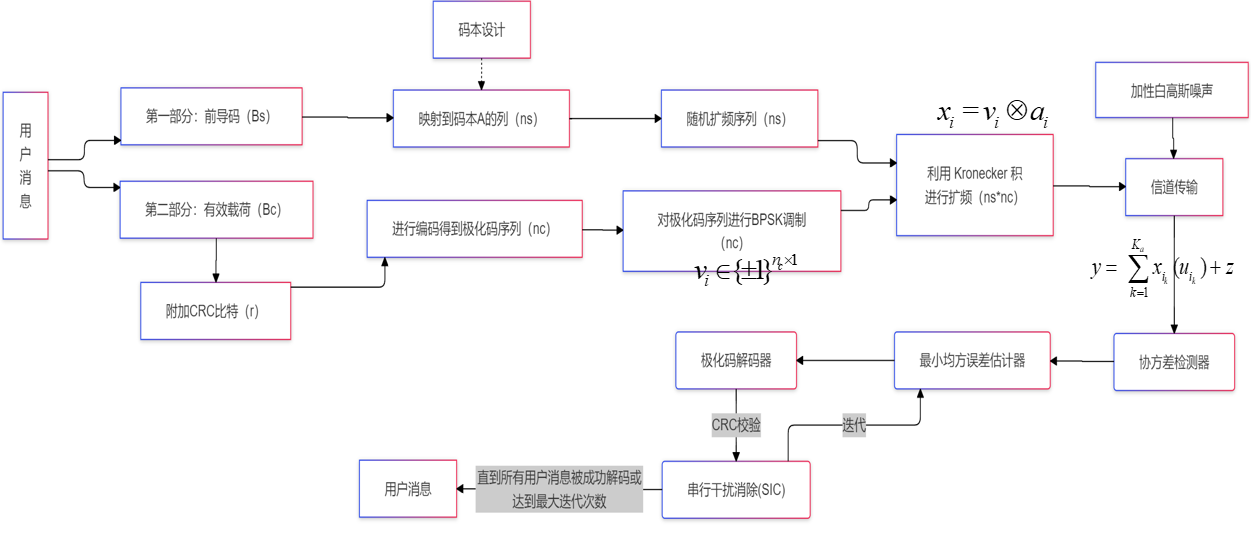 码本设计
用
户
消
息
第一部分：前导码（Bs）
映射到码本A的列（ns）
随机扩频序列（ns）
x_i = v_i ⊗ a_i
加性白高斯噪声
利用 Kronecker 积
进行扩频（ns*nc）
信道传输
第二部分：有效载荷（Bc）
进行编码得到极化码序列（nc）
对极化码序列进行BPSK调制
（nc）
v_i ∈ {±1}^{n_c×1}
y = \sum_{k=1}^{K_a} x_{i_k}(u_{i_k}) + z
附加CRC比特（r）
极化码解码器
最小均方误差估计器
协方差检测器
CRC校验
迭代
用户消息
直到所有用户消息被成功解码或
达到最大迭代次数
串行干扰消除(SIC)